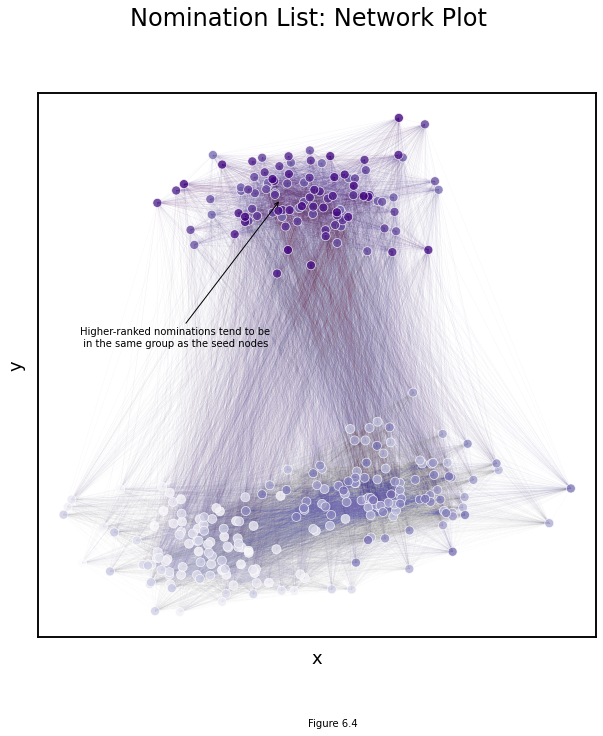 Nomination List: Network Plot
y
Higher-ranked nominations tend to be
in the same group as the seed nodes
x
Figure 6.4